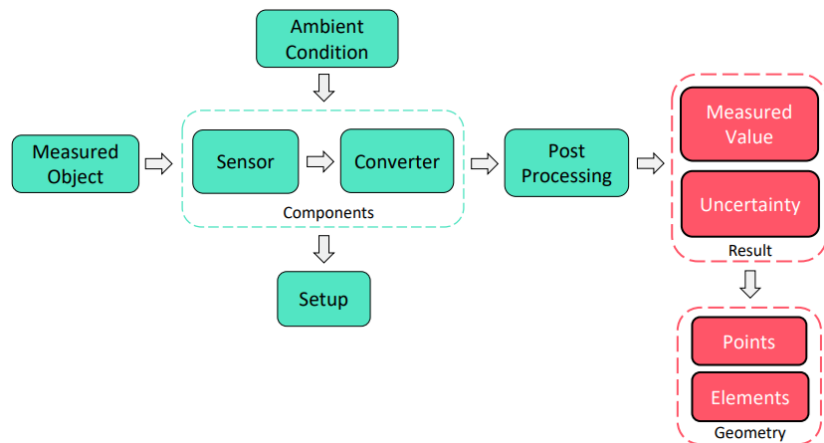 Ambient
Condition
Measured
Object
Sensor
Converter
Components
Post
Processing
Setup
Measured
Value
Uncertainty
Result
Points
Elements
Geometry